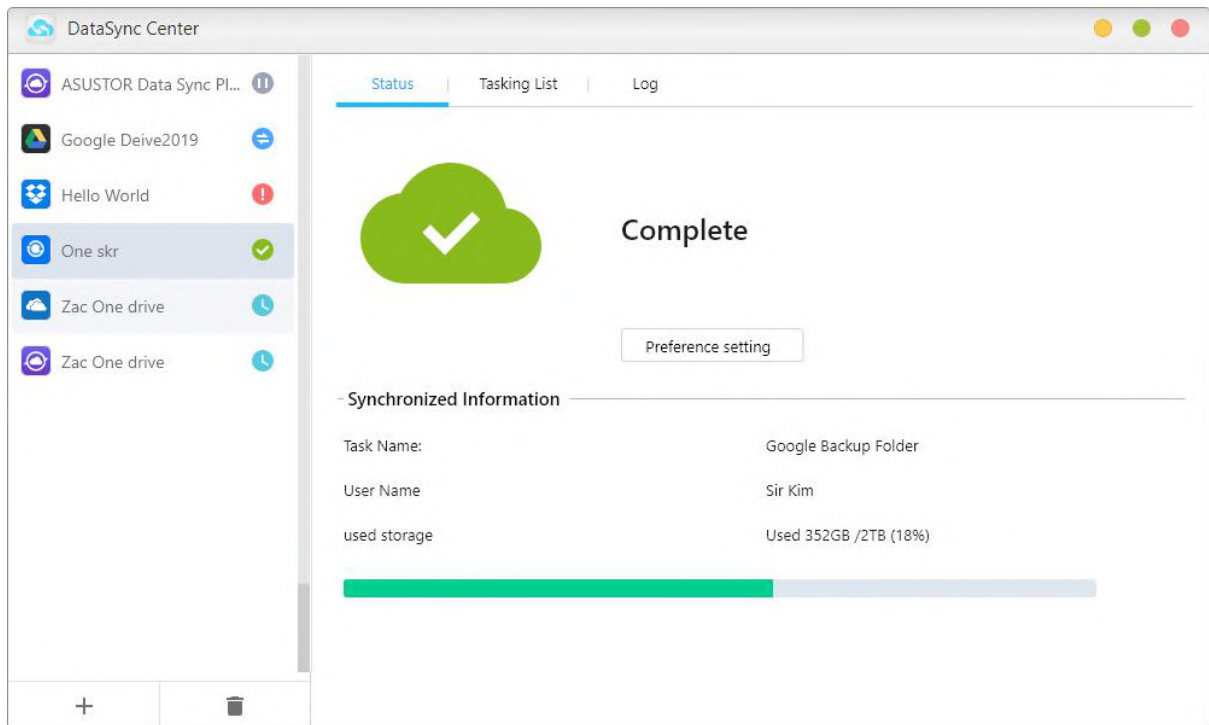 DataSync Center
ASUSTOR Data Sync Pl...
Google Deive2019
Hello World
One skr
Zac One drive
Zac One drive
Status | Tasking List | Log
Complete
Preference setting
Synchronized Information
Task Name: Google Backup Folder
User Name Sir Kim
used storage Used 352GB /2TB (18%)